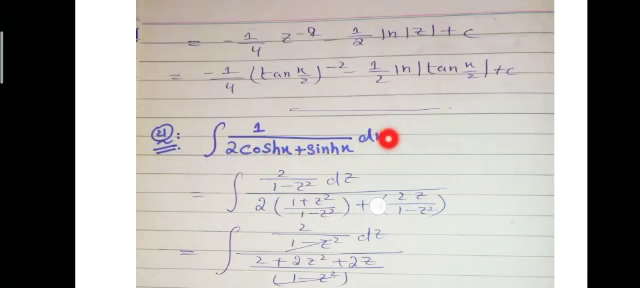 = -1/4 z^-2 - 1/2 ln|z| + c
= -1/4 (tan x/2)^-2 - 1/2 ln|tan x/2| + c
∫ 1/(2coshx + sinhx) dx
= ∫ (2/(1-z²) dz)/(2((1+z²)/(1-z²)) + (2z/(1-z²)))
= ∫ (2/(1-z²) dz)/((2+2z²+2z)/(1-z²))